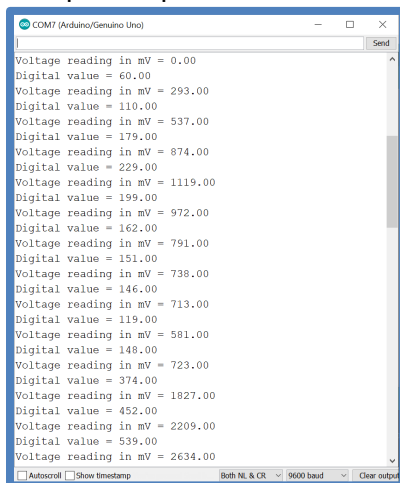 COM7 (Arduino/Genuino Uno)
Send
Voltage reading in mV = 0.00
Digital value = 60.00
Voltage reading in mV = 293.00
Digital value = 110.00
Voltage reading in mV = 537.00
Digital value = 179.00
Voltage reading in mV = 874.00
Digital value = 229.00
Voltage reading in mV = 1119.00
Digital value = 199.00
Voltage reading in mV = 972.00
Digital value = 162.00
Voltage reading in mV = 791.00
Digital value = 151.00
Voltage reading in mV = 738.00
Digital value = 146.00
Voltage reading in mV = 713.00
Digital value = 119.00
Voltage reading in mV = 581.00
Digital value = 148.00
Voltage reading in mV = 723.00
Digital value = 374.00
Voltage reading in mV = 1827.00
Digital value = 452.00
Voltage reading in mV = 2209.00
Digital value = 539.00
Voltage reading in mV = 2634.00
Autoscroll Show timestamp Both NL & CR 9600 baud Clear output